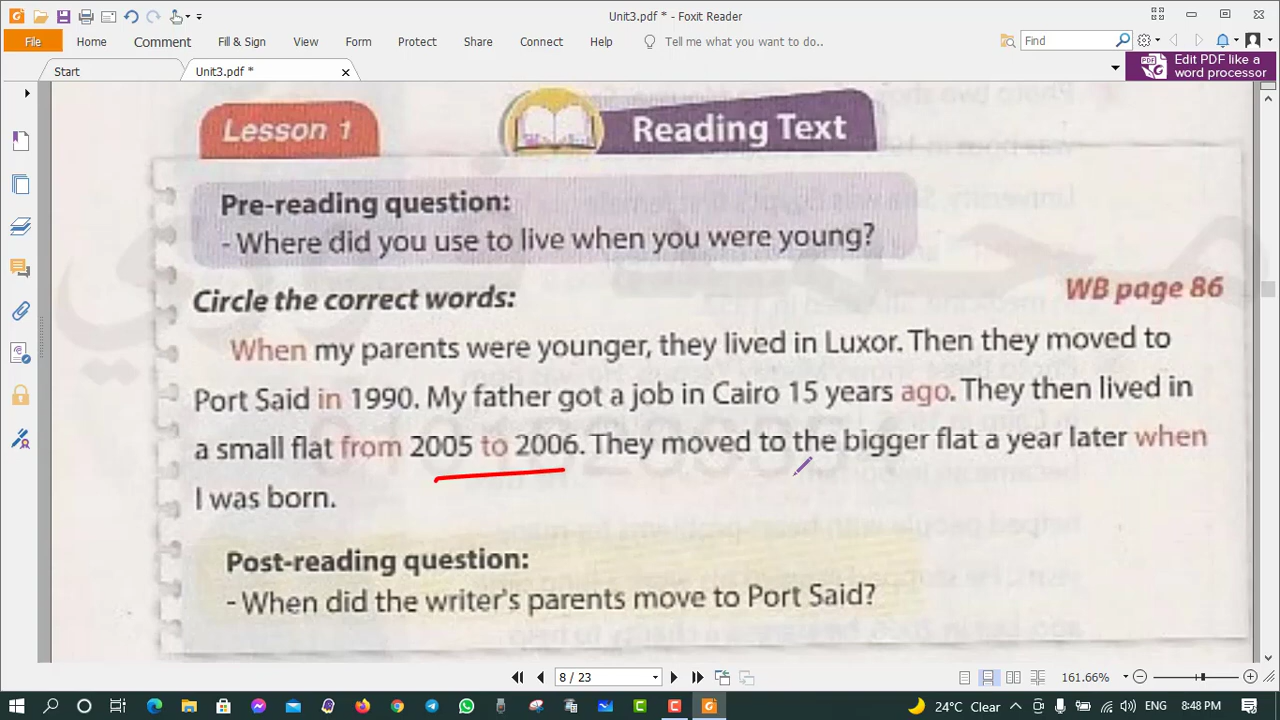 Unit3.pdf * - Foxit Reader
File Home Comment Fill & Sign View Form Protect Share Connect Help Tell me what you want to do.. Find
Start Unit3.pdf * Edit PDF like a
word processor
Lesson 1 Reading Text
Pre-reading question:
- Where did you use to live when you were young?
Circle the correct words: WB page 86
When my parents were younger, they lived in Luxor. Then they moved to
Port Said in 1990. My father got a job in Cairo 15 years ago. They then lived in
a small flat from 2005 to 2006. They moved to the bigger flat a year later when
I was born.
Post-reading question:
- When did the writer's parents move to Port Said?
8 / 23 161.66%
24°C Clear ENG 8:48 PM